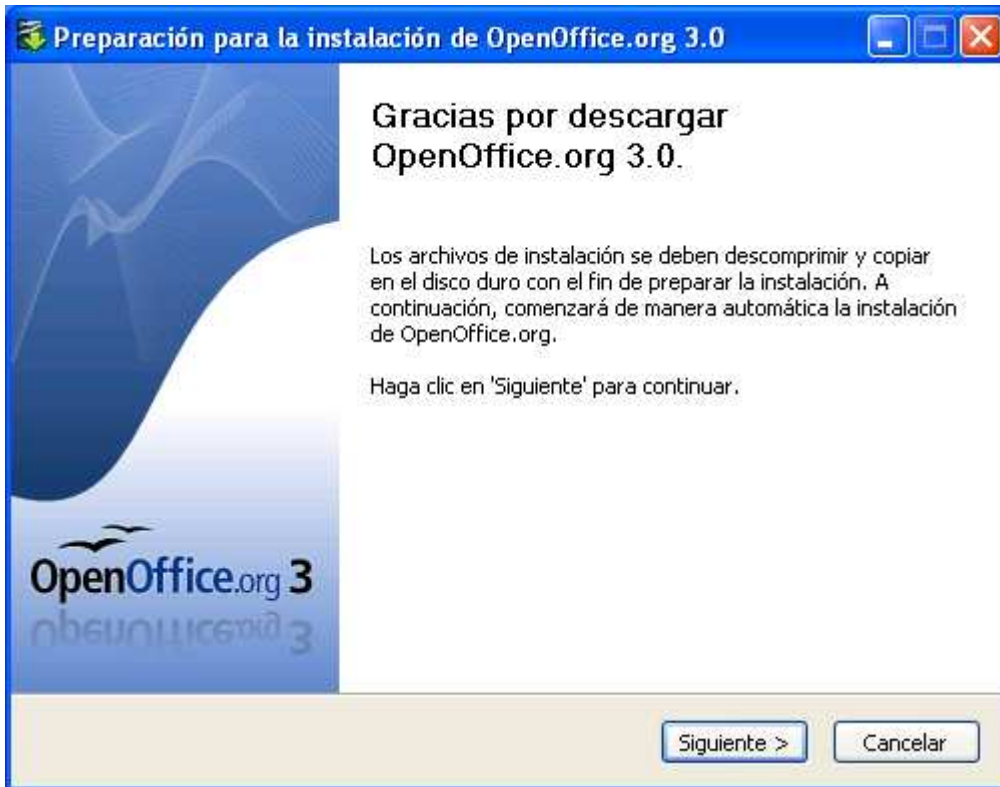 Preparación para la instalación de OpenOffice.org 3.0
Gracias por descargar
OpenOffice.org 3.0.
Los archivos de instalación se deben descomprimir y copiar
en el disco duro con el fin de preparar la instalación. A
continuación, comenzará de manera automática la instalación
de OpenOffice.org.
Haga clic en 'Siguiente' para continuar.
OpenOffice.org 3
Siguiente >
Cancelar